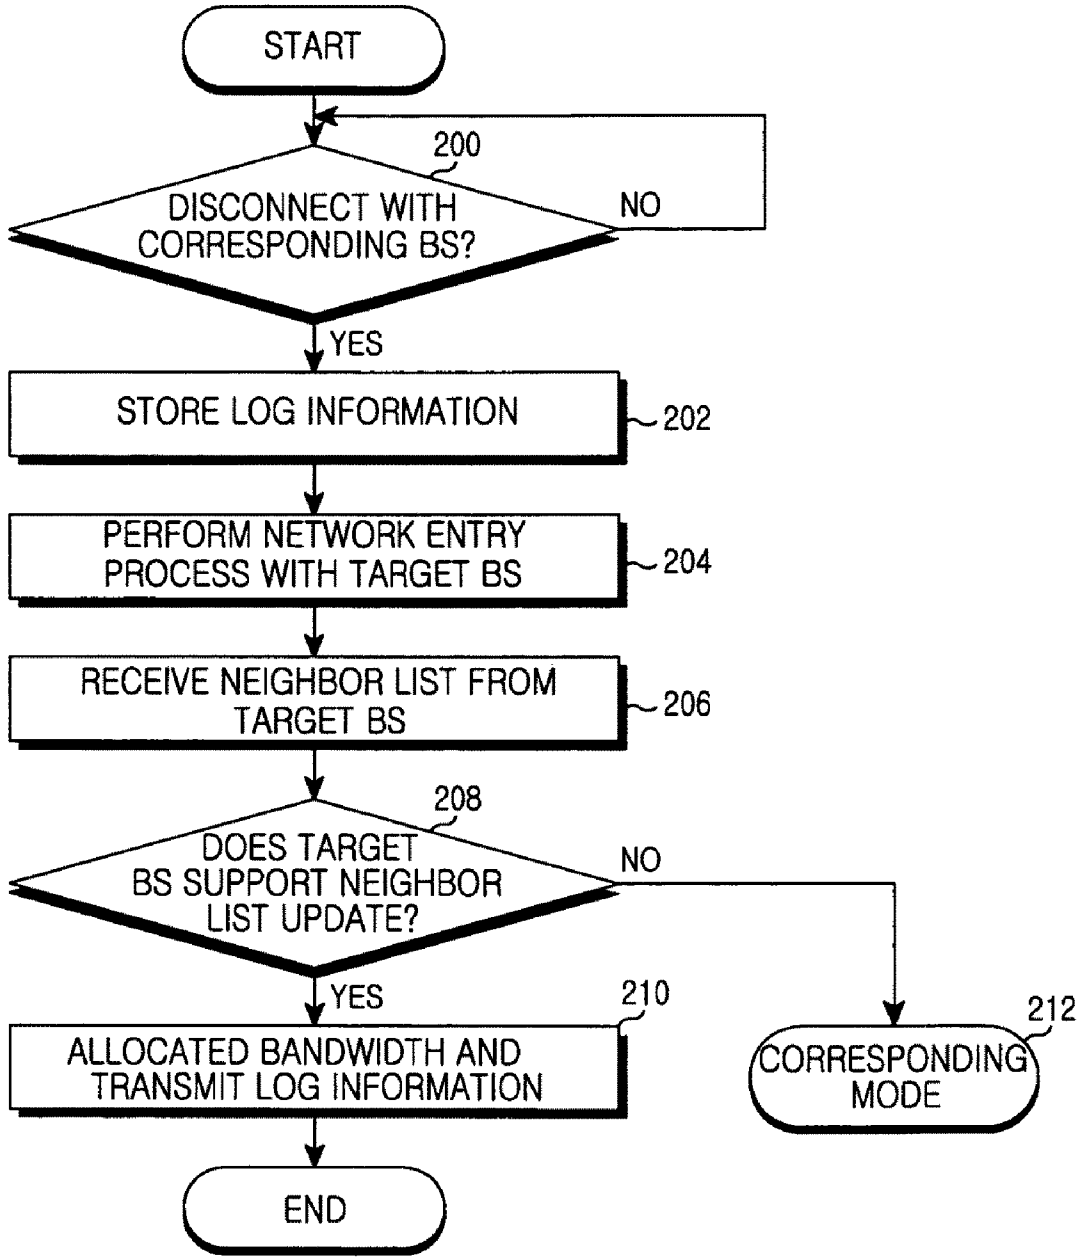 START
200
DISCONNECT WITH
CORRESPONDING BS?
NO
YES
STORE LOG INFORMATION
202
PERFORM NETWORK ENTRY
PROCESS WITH TARGET BS
204
RECEIVE NEIGHBOR LIST FROM
TARGET BS
206
208
DOES TARGET
BS SUPPORT NEIGHBOR
LIST UPDATE?
NO
YES
210
ALLOCATED BANDWIDTH AND
TRANSMIT LOG INFORMATION
212
CORRESPONDING
MODE
END